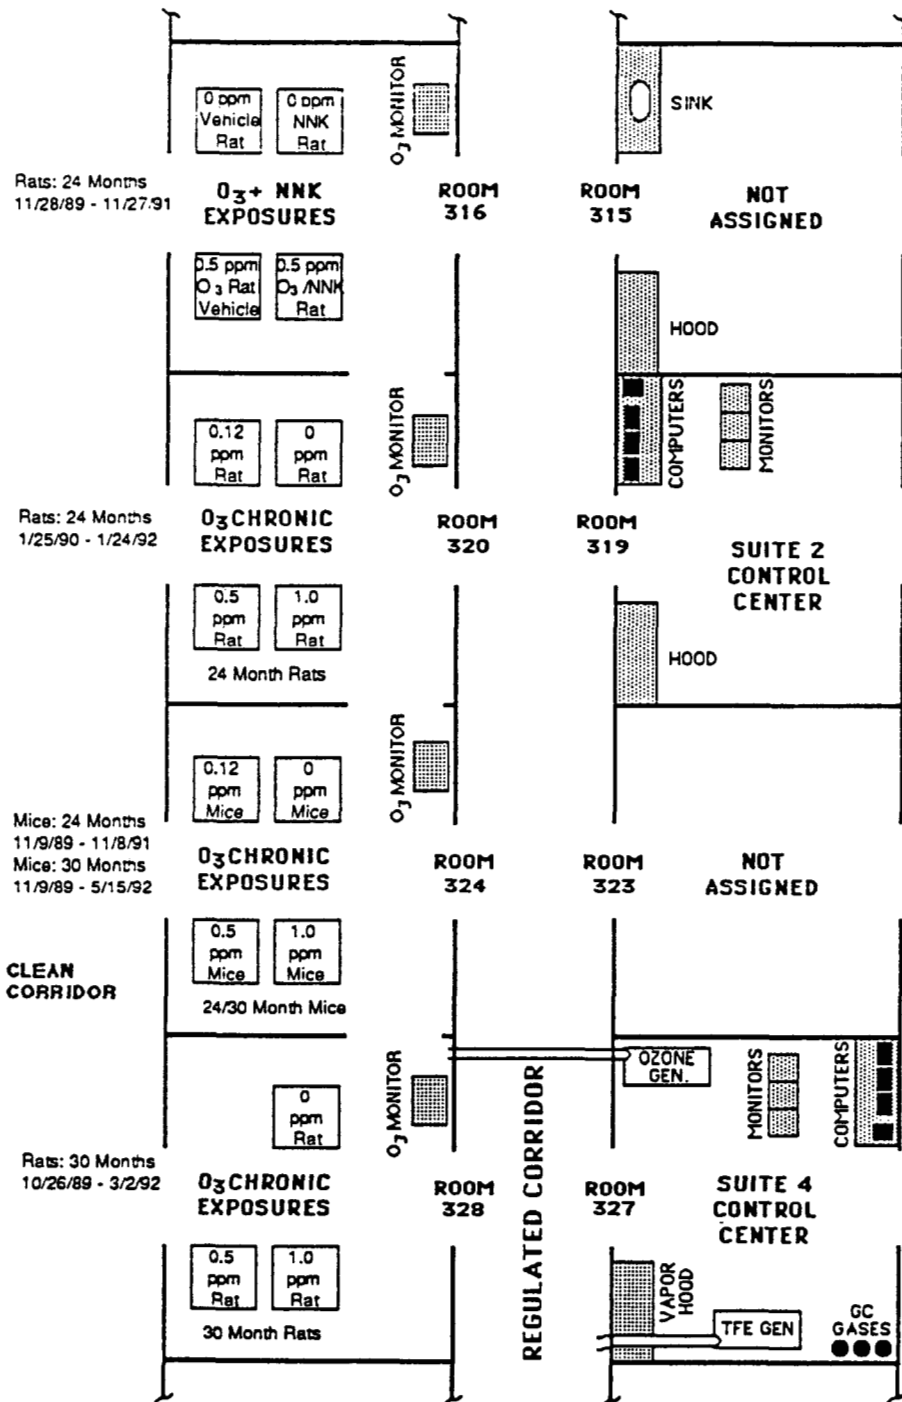 0 ppm
Vehicle
Rat
0 ppm
NNK
Rat
O3 MONITOR
SINK
Rats: 24 Months
11/28/89 - 11/27/91
O3+ NNK
EXPOSURES
ROOM
316
ROOM
315
NOT
ASSIGNED
0.5 ppm
O3 Rat
Vehicle
0.5 ppm
O3/NNK
Rat
HOOD
0.12
ppm
Rat
0
ppm
Rat
O3 MONITOR
COMPUTERS
MONITORS
Rats: 24 Months
1/25/90 - 1/24/92
O3CHRONIC
EXPOSURES
ROOM
320
ROOM
319
SUITE 2
CONTROL
CENTER
0.5
ppm
Rat
1.0
ppm
Rat
24 Month Rats
HOOD
0.12
ppm
Mice
0
ppm
Mice
O3 MONITOR
Mice: 24 Months
11/9/89 - 11/8/91
Mice: 30 Months
11/9/89 - 5/15/92
O3CHRONIC
EXPOSURES
ROOM
324
ROOM
323
NOT
ASSIGNED
0.5
ppm
Mice
1.0
ppm
Mice
24/30 Month Mice
CLEAN
CORRIDOR
0
ppm
Rat
O3 MONITOR
OZONE
GEN.
MONITORS
COMPUTERS
Rats: 30 Months
10/26/89 - 3/2/92
O3CHRONIC
EXPOSURES
ROOM
328
REGULATED CORRIDOR
ROOM
327
SUITE 4
CONTROL
CENTER
0.5
ppm
Rat
1.0
ppm
Rat
30 Month Rats
VAPOR
HOOD
TFE GEN
GC
GASES